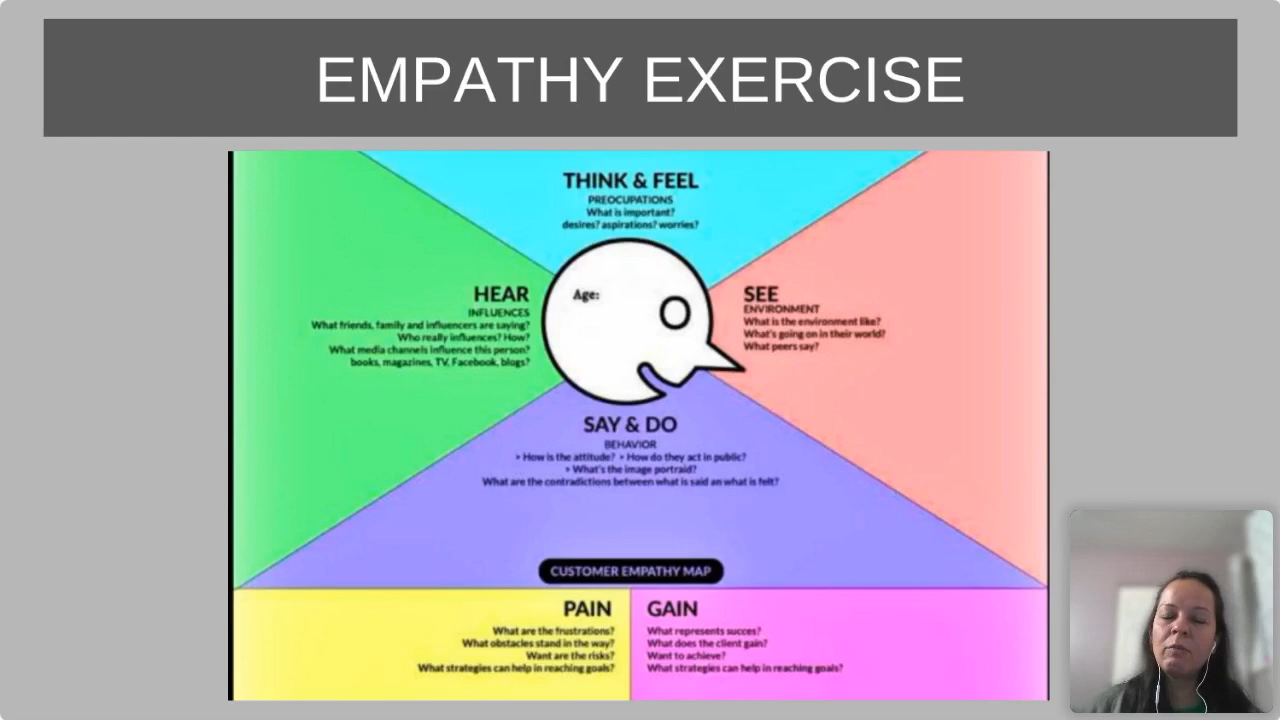 EMPATHY EXERCISE
THINK & FEEL
PREOCUPATIONS
What is important?
desires? aspirations? worries?
Age:
HEAR
INFLUENCES
What friends, family and influencers are saying?
Who really influences? How?
What media channels influence this person?
books, magazines, TV, Facebook, blogs?
SEE
ENVIRONMENT
What is the environment like?
What's going on in their world?
What peers say?
SAY & DO
BEHAVIOR
• How is the attitude? • How do they act in public?
• What's the image portraid?
What are the contradictions between what is said an what is felt?
CUSTOMER EMPATHY MAP
PAIN
What are the frustrations?
What obstacles stand in the way?
Want are the risks?
What strategies can help in reaching goals?
GAIN
What represents succes?
What does the client gain?
Want to achieve?
What strategies can help in reaching goals?